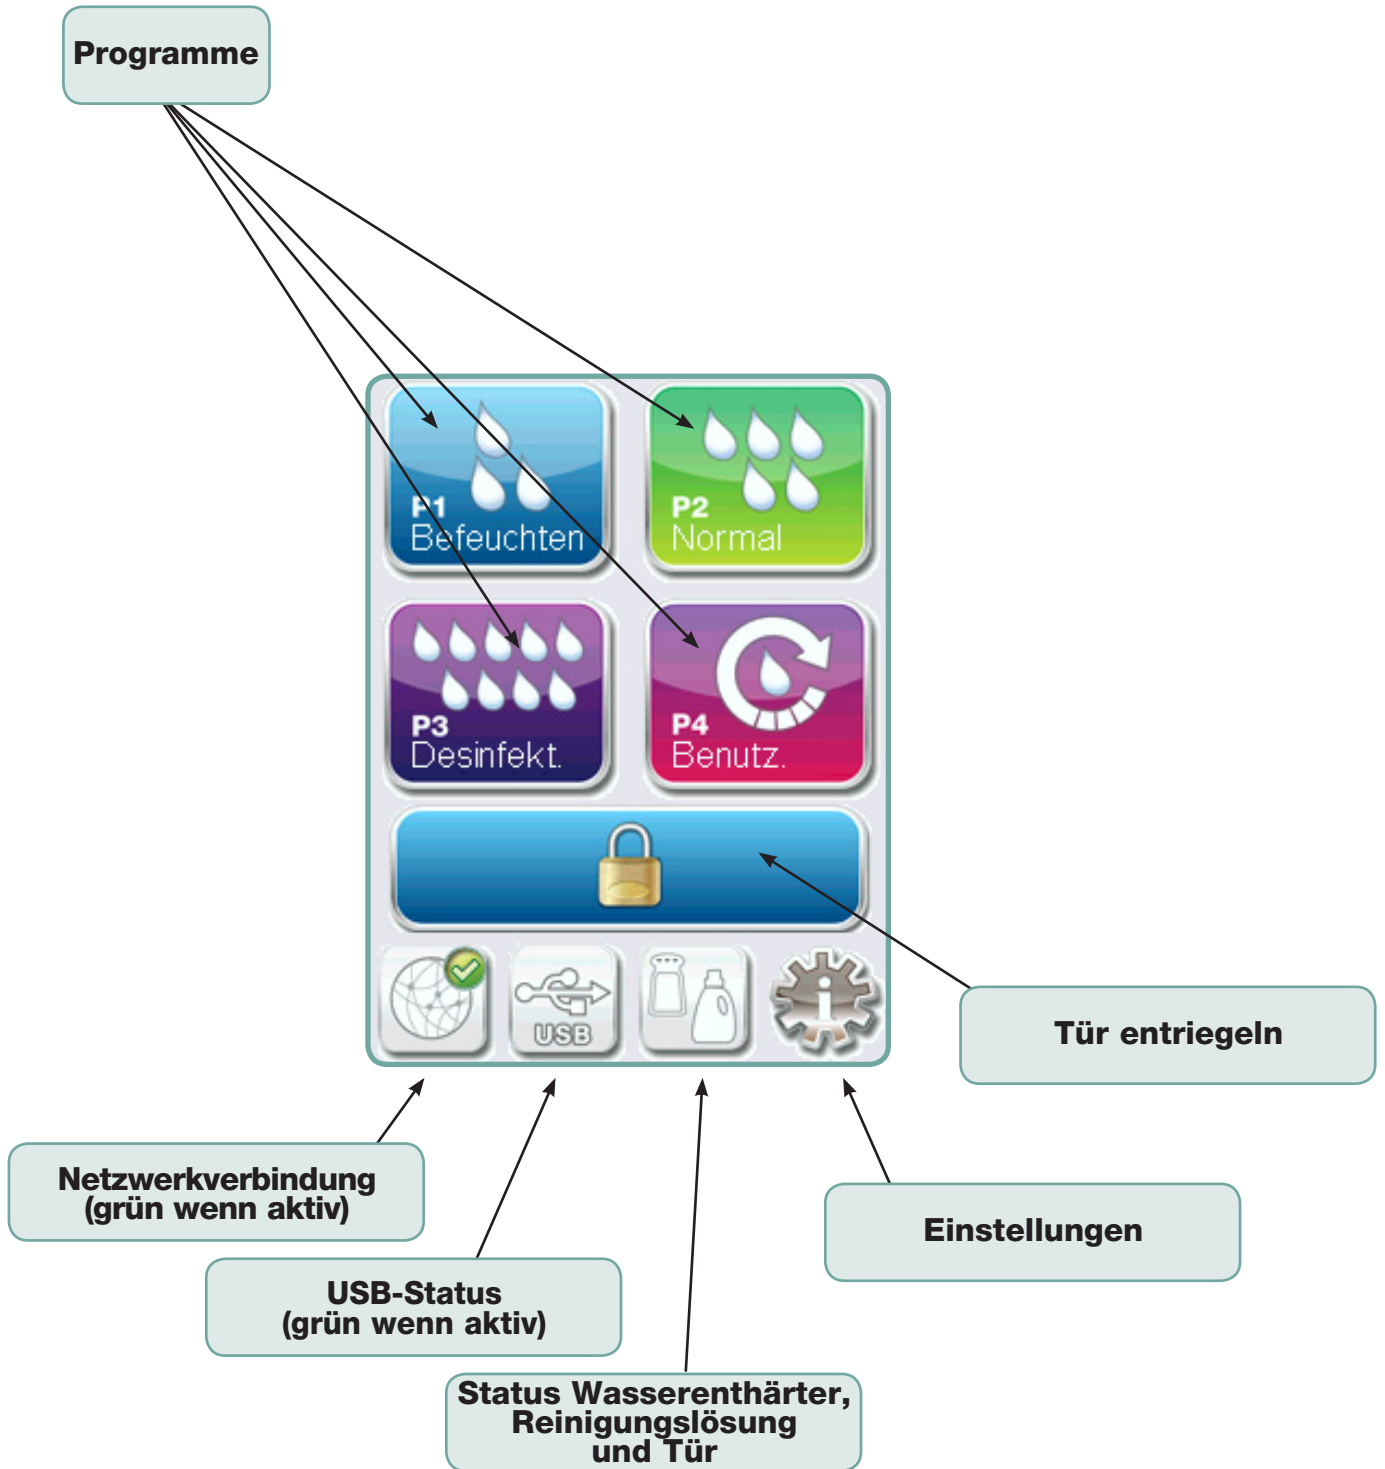 Programme
P1
Befeuchten
P2
Normal
P3
Desinfekt.
P4
Benutz.
USB
Tür entriegeln
Netzwerkverbindung
(grün wenn aktiv)
Einstellungen
USB-Status
(grün wenn aktiv)
Status Wasserenthärter,
Reinigungslösung
und Tür